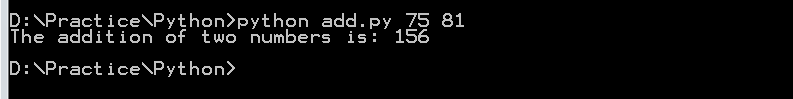 D:\Practice\Python>python add.py 75 81
The addition of two numbers is: 156
D:\Practice\Python>